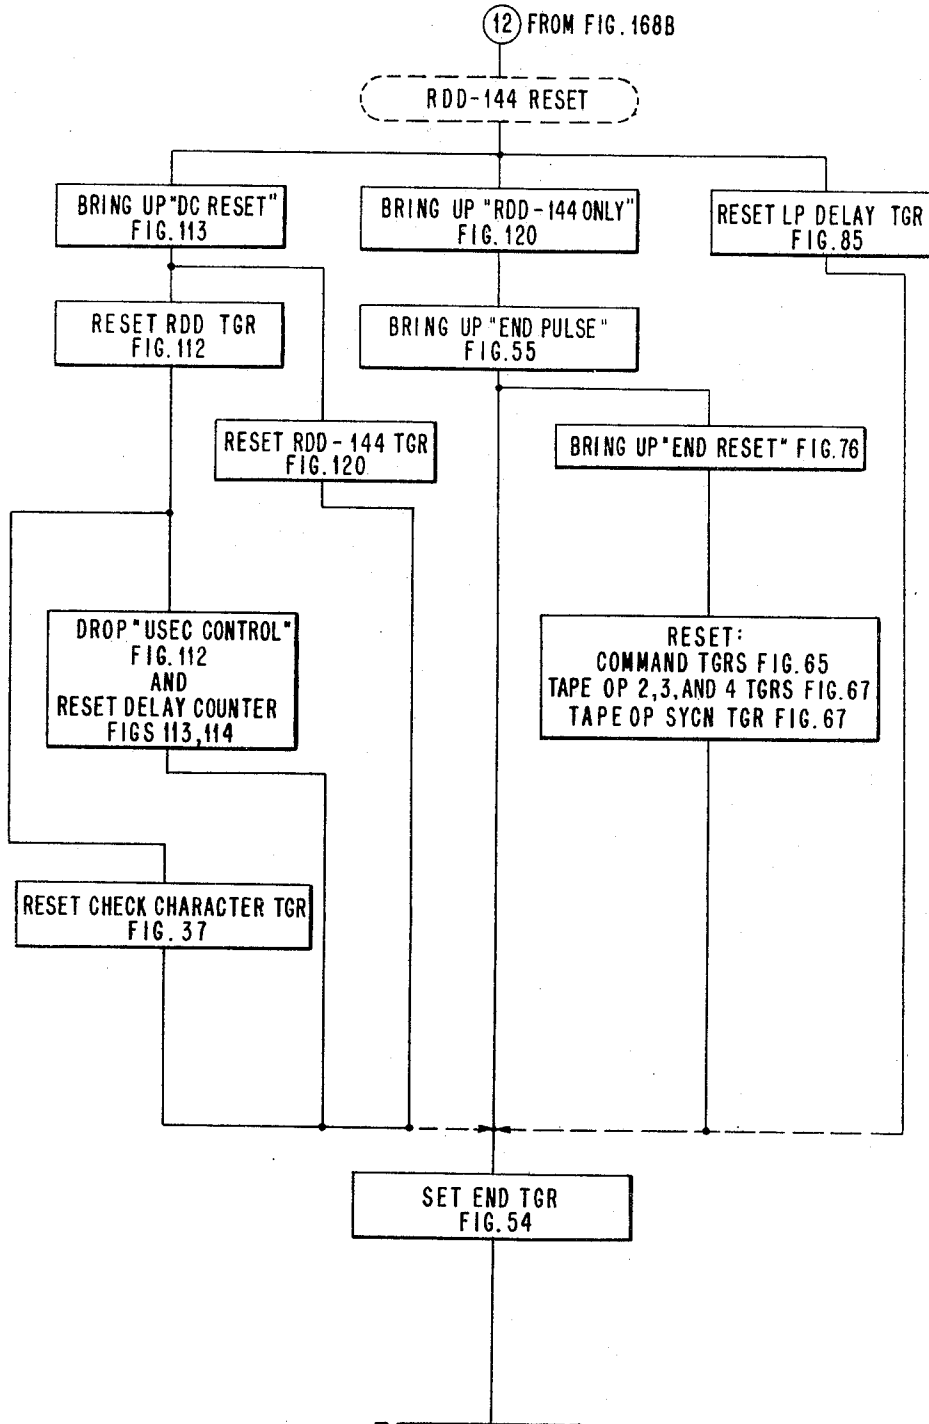 12 FROM FIG. 168B
RDD-144 RESET
BRING UP "DC RESET"
FIG. 113
BRING UP "RDD-144 ONLY"
FIG. 120
RESET LP DELAY TGR
FIG. 85
RESET RDD TGR
FIG. 112
BRING UP "END PULSE"
FIG. 55
RESET RDD-144 TGR
FIG. 120
BRING UP "END RESET" FIG. 76
DROP "USEC CONTROL"
FIG. 112
AND
RESET DELAY COUNTER
FIGS 113, 114
RESET:
COMMAND TGRS FIG. 65
TAPE OP 2, 3, AND 4 TGRS FIG. 67
TAPE OP SYCN TGR FIG. 67
RESET CHECK CHARACTER TGR
FIG. 37
SET END TGR
FIG. 54